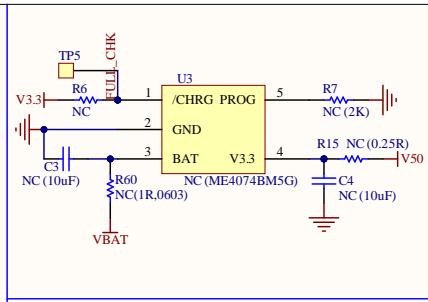 TP5
FULL_CHK
U3
V3.3
R6
NC
1
/CHRG
PROG
5
R7
NC (2K)
2
GND
R15
NC (0.25R)
3
BAT
V3.3
4
V50
C3
NC (10uF)
R60
NC(1R,0603)
NC (ME4074BM5G)
C4
NC (10uF)
VBAT